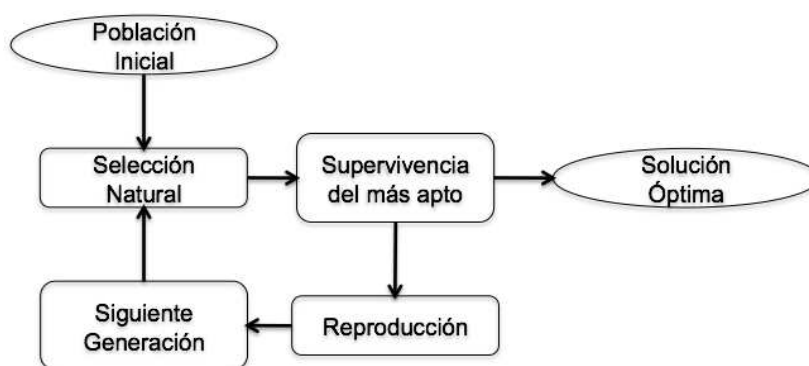 Población
Inicial
Selección
Natural
Supervivencia
del más apto
Solución
Óptima
Siguiente
Generación
Reproducción